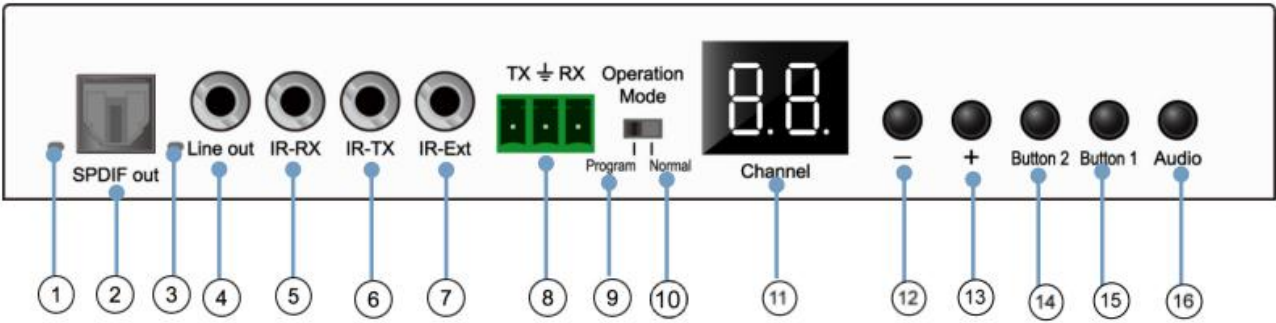 TX ⏚ RX
Operation
Mode
8.8.
Line out
IR-RX
IR-TX
IR-Ext
SPDIF out
Program
Normal
Channel
−
+
Button 2
Button 1
Audio
1
2
3
4
5
6
7
8
9
10
11
12
13
14
15
16